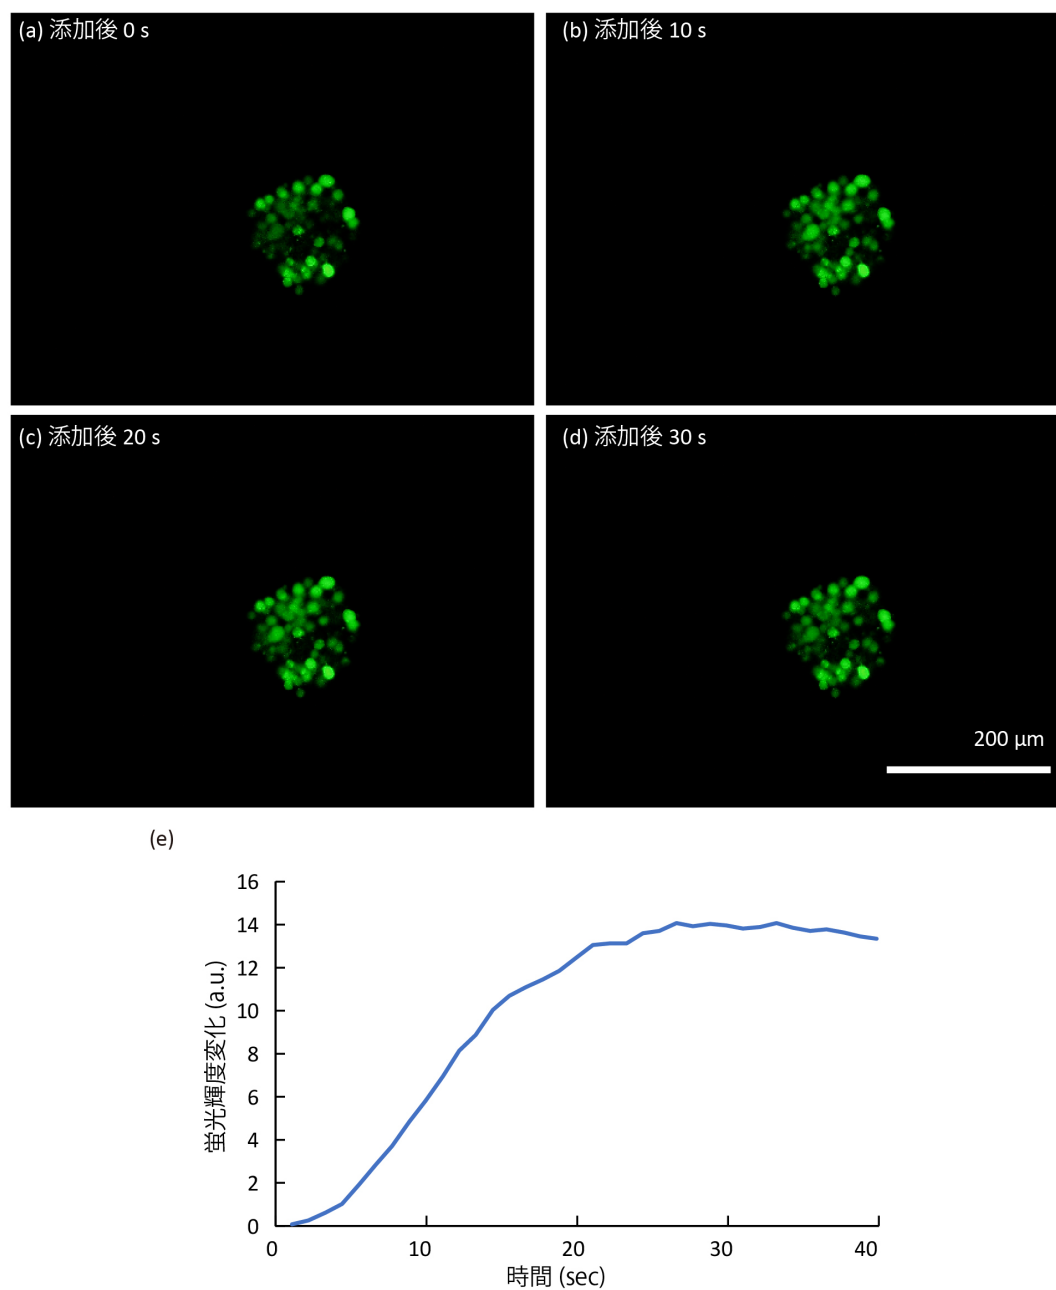 (a) 添加後 0 s
(b) 添加後 10 s
(c) 添加後 20 s
(d) 添加後 30 s
200 μm
(e)
16
14
12
10
8
6
4
2
0
蛍光輝度変化 (a.u.)
0 10 20 30 40
時間 (sec)